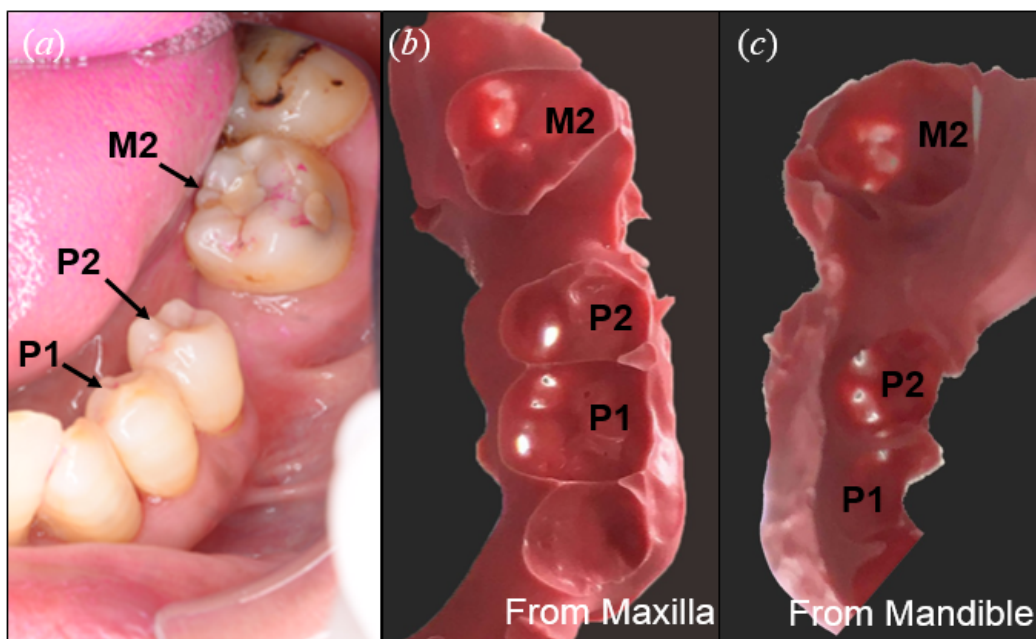 (a)
M2
P2
P1
(b)
M2
P2
P1
From Maxilla
(c)
M2
P2
P1
From Mandible